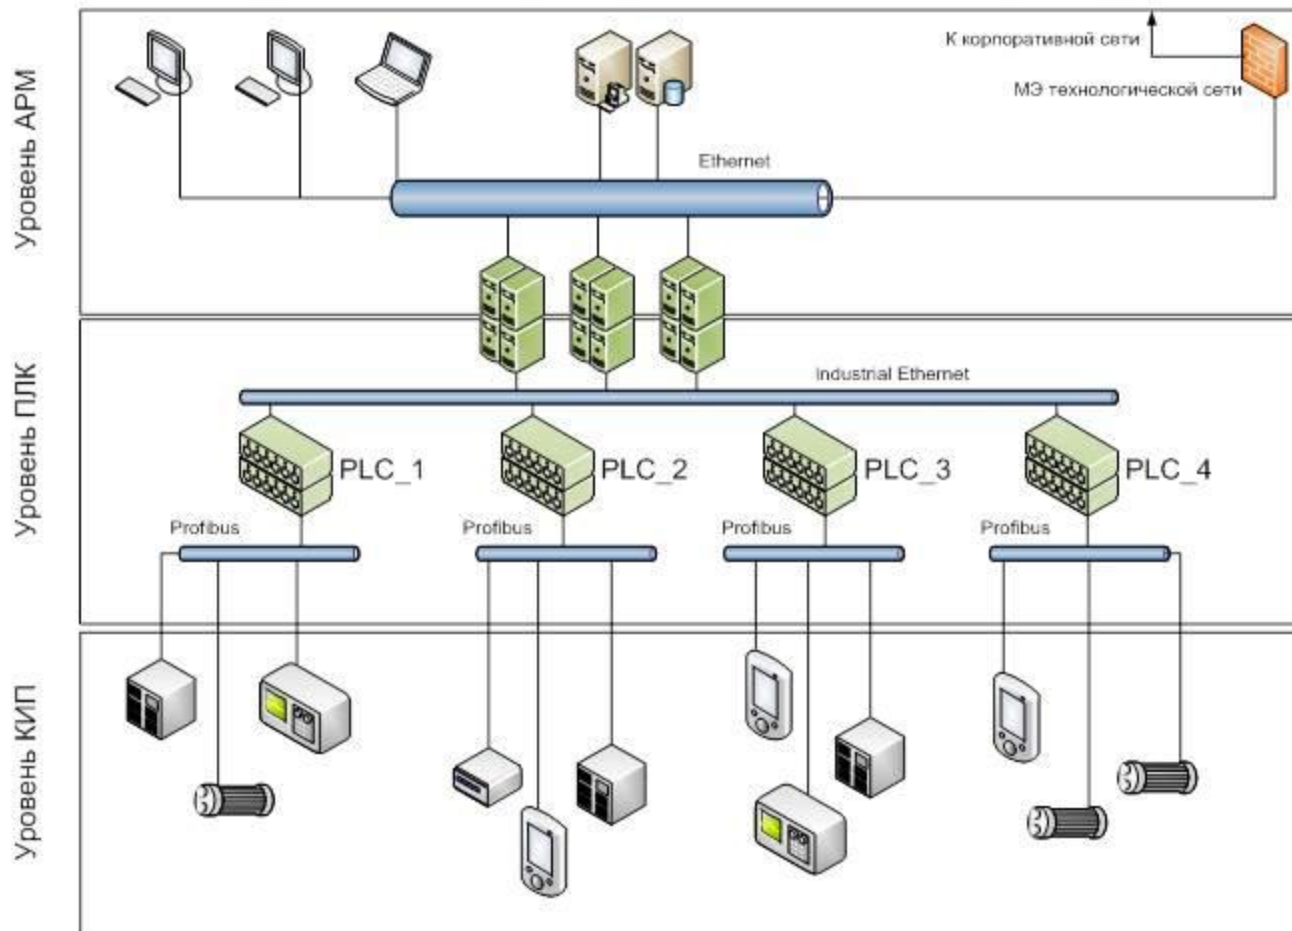 Уровень АРМ
К корпоративной сети
МЭ технологической сети
Ethernet
Уровень ПЛК
Industrial Ethernet
PLC_1
PLC_2
PLC_3
PLC_4
Profibus
Profibus
Profibus
Profibus
Уровень КИП